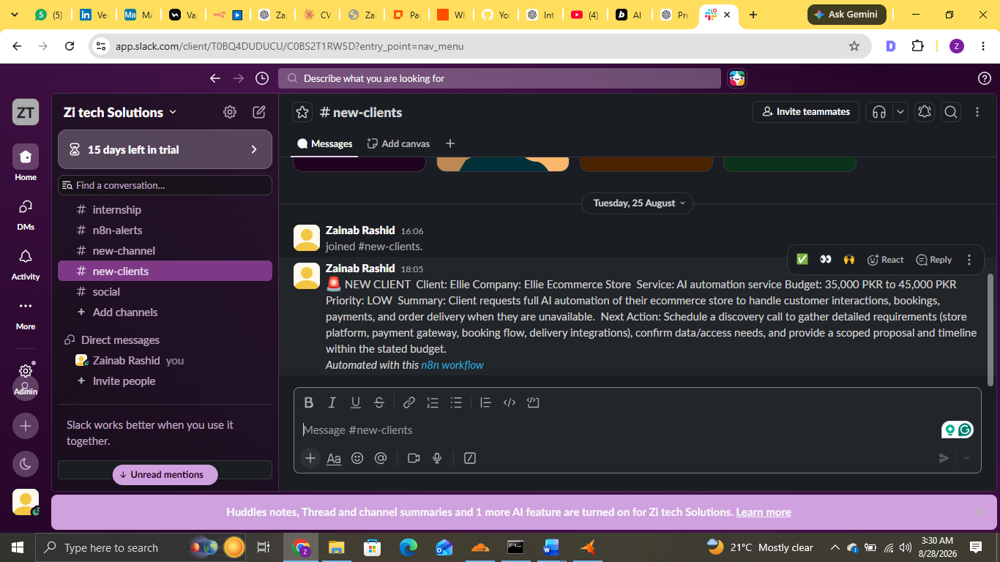 (5)
Ve
MA
Va
Za
CV
Zai
Pa
W
Yo
Int
(4)
AI
Pr
Ask Gemini
app.slack.com/client/T0BQ4DUDUCU/C0BS2T1RW5D?entry_point=nav_menu
Z
Describe what you are looking for
ZT
Zi tech Solutions
# new-clients
Invite teammates
15 days left in trial
Messages
Add canvas
Home
Find a conversation...
# internship
# n8n-alerts
# new-channel
# new-clients
# social
+ Add channels
DMs
Activity
More
Admin
Direct messages
Zainab Rashid you
+ Invite people
Slack works better when you use it
together.
Unread mentions
Tuesday, 25 August
Zainab Rashid 16:06
joined #new-clients.
React
Reply
Zainab Rashid 18:05
🚨 NEW CLIENT Client: Ellie Company: Ellie Ecommerce Store Service: AI automation service Budget: 35,000 PKR to 45,000 PKR
Priority: LOW Summary: Client requests full AI automation of their ecommerce store to handle customer interactions, bookings,
payments, and order delivery when they are unavailable. Next Action: Schedule a discovery call to gather detailed requirements (store
platform, payment gateway, booking flow, delivery integrations), confirm data/access needs, and provide a scoped proposal and timeline
within the stated budget.
Automated with this n8n workflow
B I U S
Message #new-clients
Aa
Huddles notes, Thread and channel summaries and 1 more AI feature are turned on for Zi tech Solutions. Learn more
Type here to search
21°C Mostly clear
3:30 AM
8/28/2026